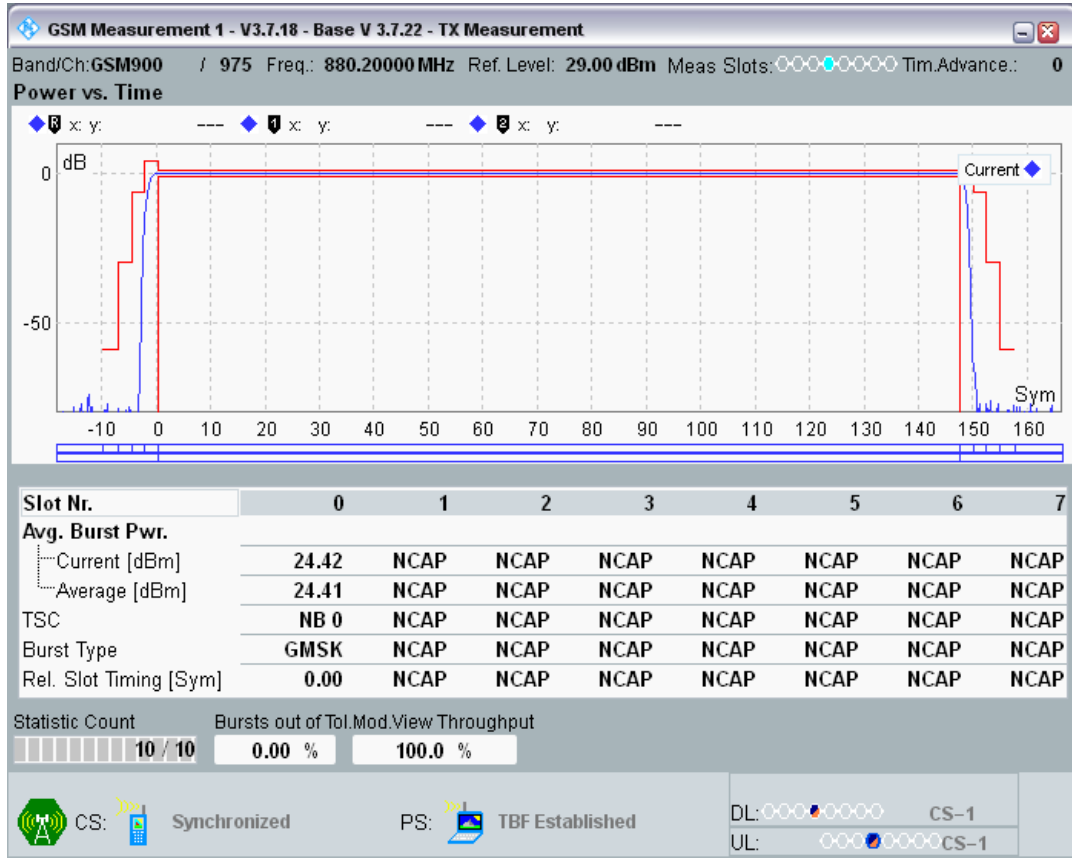 GSM Measurement 1 - V3.7.18 - Base V 3.7.22 - TX Measurement
Band/Ch:GSM900 / 975 Freq.: 880.20000 MHz Ref. Level: 29.00 dBm Meas Slots: Tim.Advance.: 0
Power vs. Time
R x: y: --- 1 x: y: --- 2 x: y: ---
dB
Current
0
-50
Sym
-10 0 10 20 30 40 50 60 70 80 90 100 110 120 130 140 150 160
Slot Nr. 0 1 2 3 4 5 6 7
Avg. Burst Pwr.
Current [dBm] 24.42 NCAP NCAP NCAP NCAP NCAP NCAP NCAP
Average [dBm] 24.41 NCAP NCAP NCAP NCAP NCAP NCAP NCAP
TSC NB 0 NCAP NCAP NCAP NCAP NCAP NCAP NCAP
Burst Type GMSK NCAP NCAP NCAP NCAP NCAP NCAP NCAP
Rel. Slot Timing [Sym] 0.00 NCAP NCAP NCAP NCAP NCAP NCAP NCAP
Statistic Count Bursts out of Tol. Mod.View Throughput
10 / 10 0.00 % 100.0 %
CS: Synchronized PS: TBF Established DL: CS-1
UL: CS-1